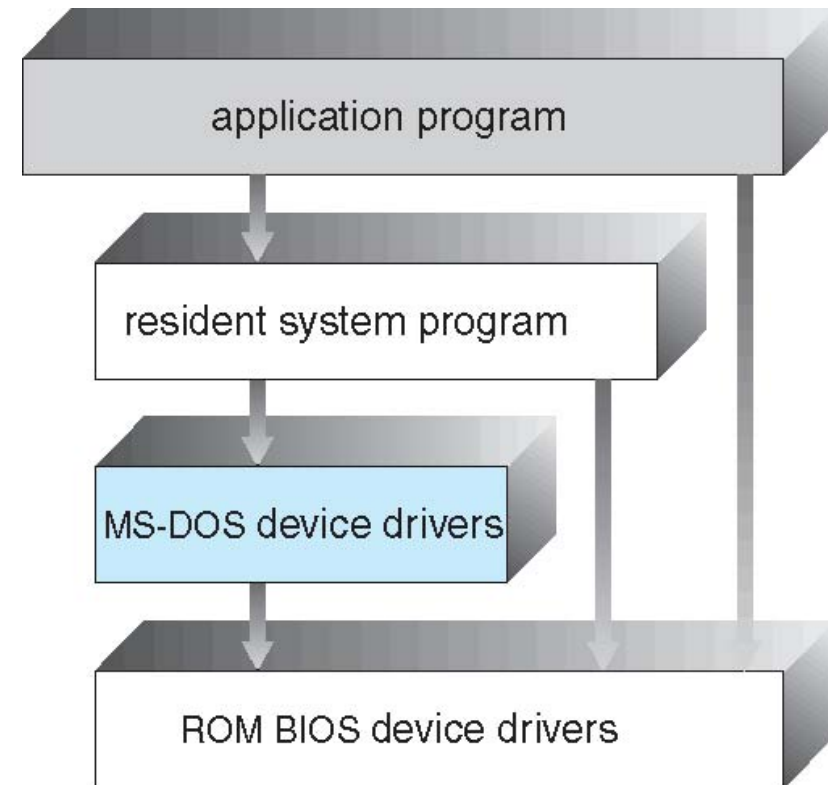 application program
resident system program
MS-DOS device drivers
ROM BIOS device drivers